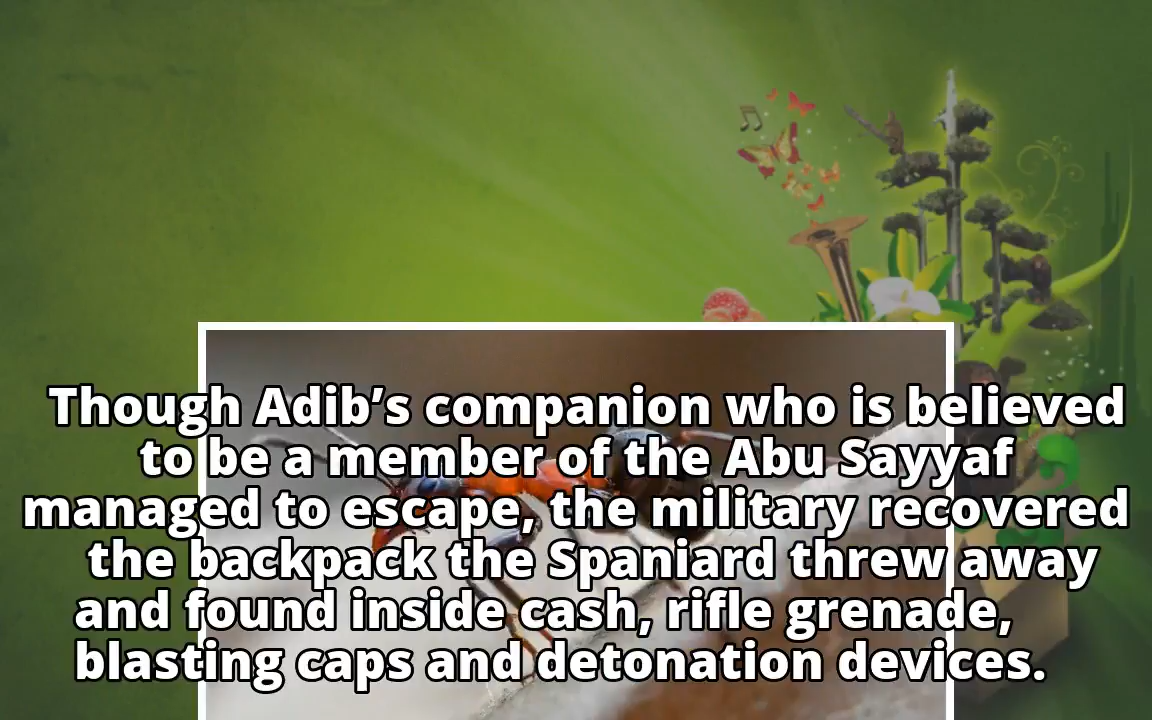 Though Adib’s companion who is believed
to be a member of the Abu Sayyaf
managed to escape, the military recovered
the backpack the Spaniard threw away
and found inside cash, rifle grenade,
blasting caps and detonation devices.